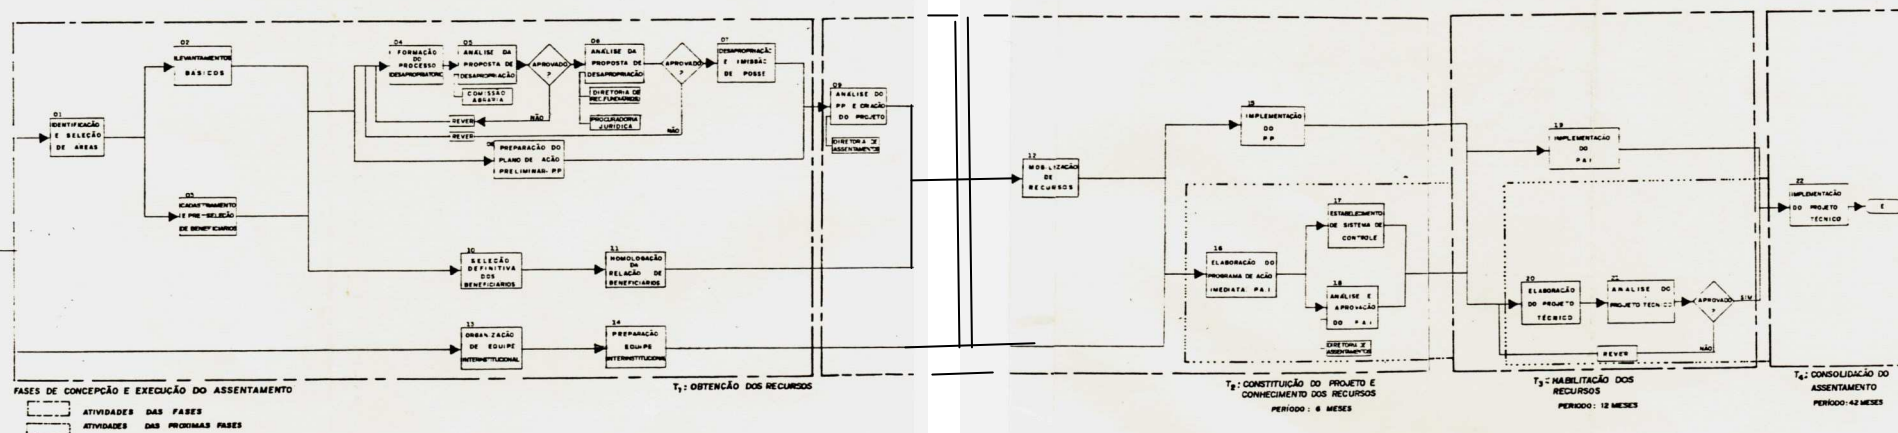 01
IDENTIFICAÇÃO
E SELEÇÃO
DE ÁREAS
02
LEVANTAMENTOS
BÁSICOS
03
CADASTRAMENTO
E PRÉ-SELEÇÃO
DE BENEFICIÁRIOS
04
FORMAÇÃO
DO
PROCESSO
DESAPROPRIATÓRIO
05
ANÁLISE DA
PROPOSTA DE
DESAPROPRIAÇÃO
COMISSÃO
AGRÁRIA
APROVADO
?
NÃO
REVER
06
ANÁLISE DA
PROPOSTA DE
DESAPROPRIAÇÃO
DIRETORIA DE
REC. FUNDIÁRIOS
PROCURADORIA
JURÍDICA
APROVADO
?
NÃO
REVER
07
DESAPROPRIAÇÃO
E IMISSÃO
DE POSSE
PREPARAÇÃO DO
PLANO DE AÇÃO
PRELIMINAR-PP
09
ANÁLISE DO
PP E CRIAÇÃO
DO PROJETO
DIRETORIA DE
ASSENTAMENTOS
10
SELEÇÃO
DEFINITIVA
DOS
BENEFICIÁRIOS
11
HOMOLOGAÇÃO
DA
RELAÇÃO DE
BENEFICIÁRIOS
13
ORGANIZAÇÃO
DE EQUIPE
INTERINSTITUCIONAL
14
PREPARAÇÃO
EQUIPE
INTERINSTITUCIONAL
12
MOBILIZAÇÃO
DE
RECURSOS
15
IMPLEMENTAÇÃO
DO
PP
16
ELABORAÇÃO DO
PROGRAMA DE AÇÃO
IMEDIATA: PAI
17
ESTABELECIMENTO
DE SISTEMA DE
CONTROLE
18
ANÁLISE E
APROVAÇÃO
DO PAI
DIRETORIA DE
ASSENTAMENTOS
19
IMPLEMENTAÇÃO
DO
PAI
20
ELABORAÇÃO
DO PROJETO
TÉCNICO
21
ANÁLISE DO
PROJETO TÉCNICO
APROVADO
?
SIM
NÃO
REVER
22
IMPLEMENTAÇÃO
DO PROJETO
TÉCNICO
E
FASES DE CONCEPÇÃO E EXECUÇÃO DO ASSENTAMENTO
T1: OBTENÇÃO DOS RECURSOS
T2: CONSTITUIÇÃO DO PROJETO E
CONHECIMENTO DOS RECURSOS
PERÍODO: 6 MESES
T3: HABILITAÇÃO DOS
RECURSOS
PERÍODO: 12 MESES
T4: CONSOLIDAÇÃO DO
ASSENTAMENTO
PERÍODO: 42 MESES
ATIVIDADES DAS FASES
ATIVIDADES DAS PROXIMAS FASES